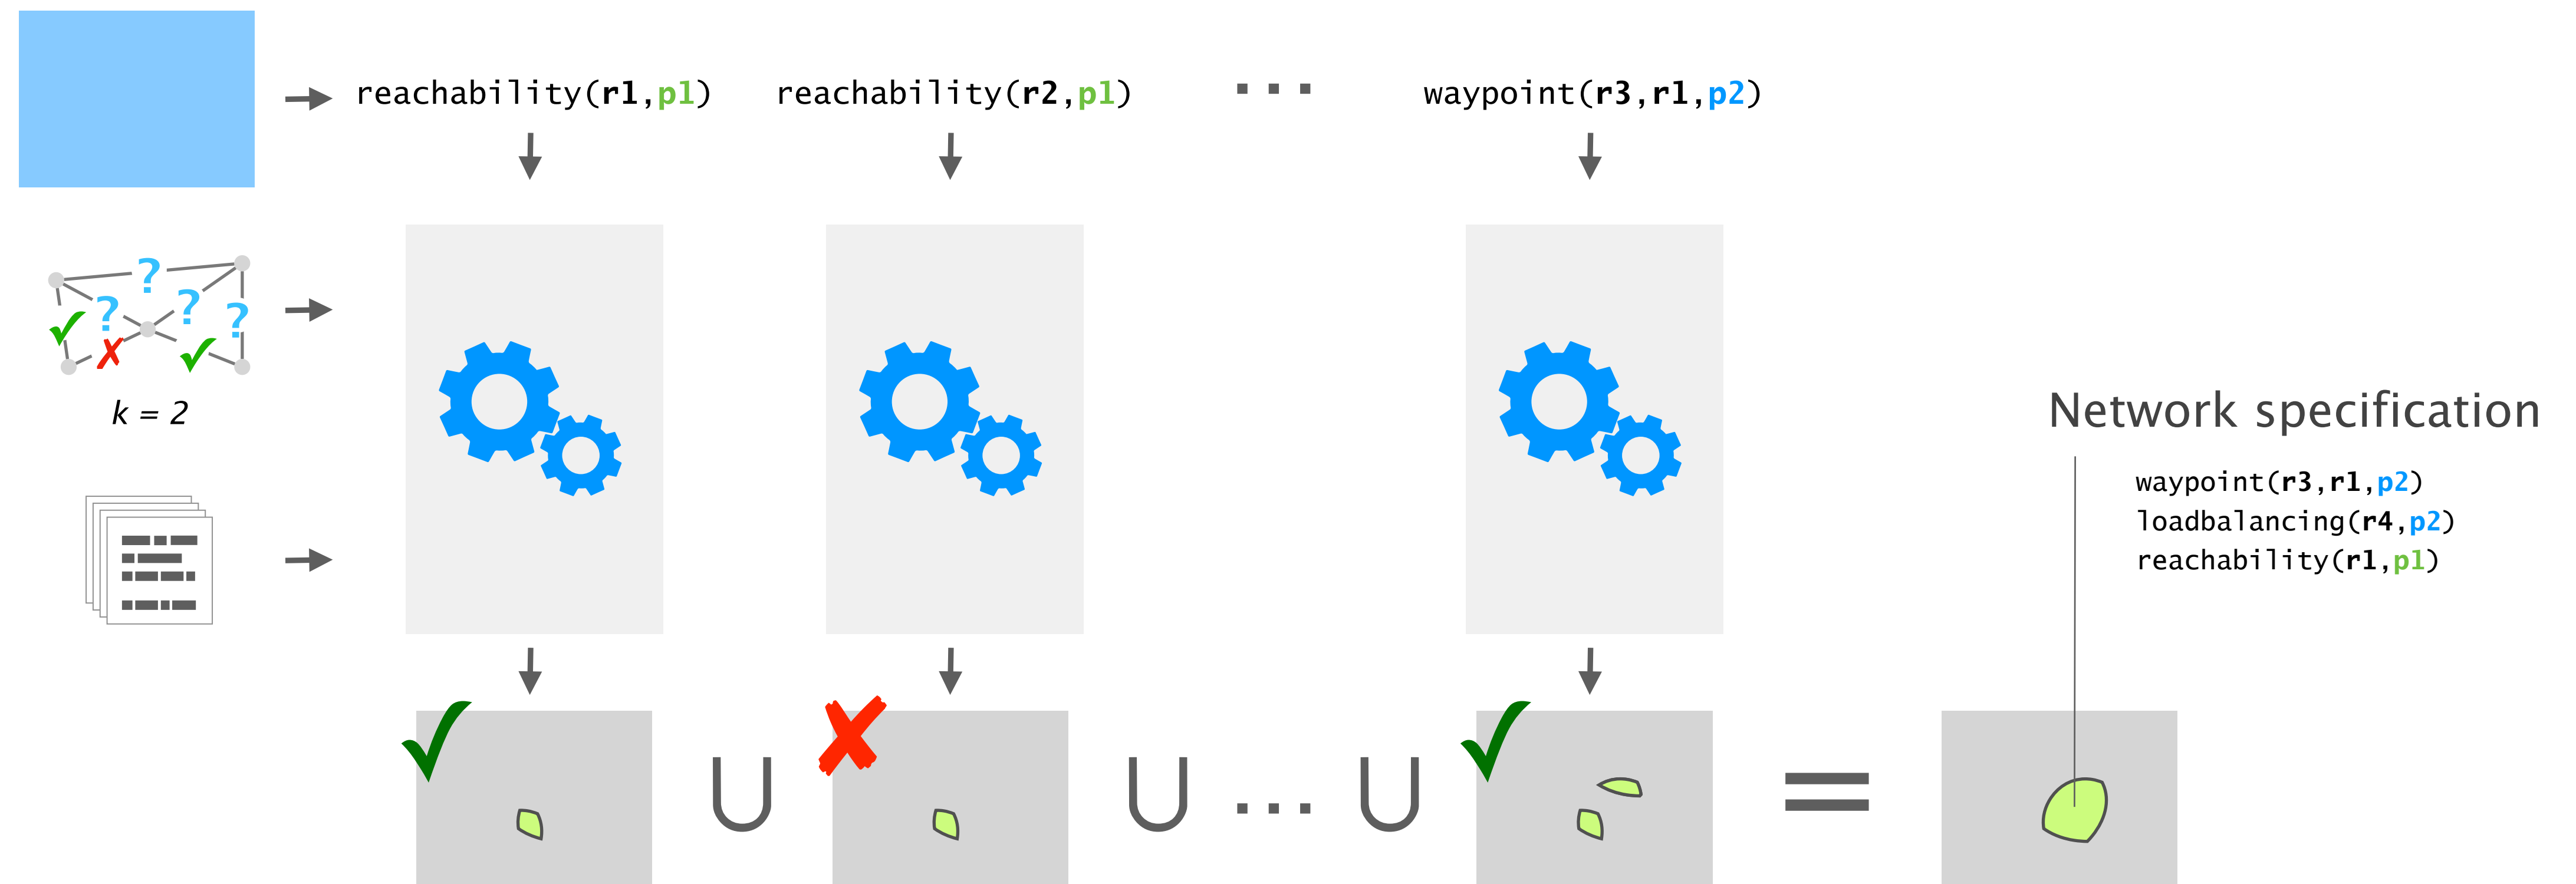 reachability(r1,p1)
reachability(r2,p1)
...
waypoint(r3,r1,p2)
?
?
?
?
k = 2
Network specification
waypoint(r3,r1,p2)
loadbalancing(r4,p2)
reachability(r1,p1)
∪ ∪ ... ∪ =